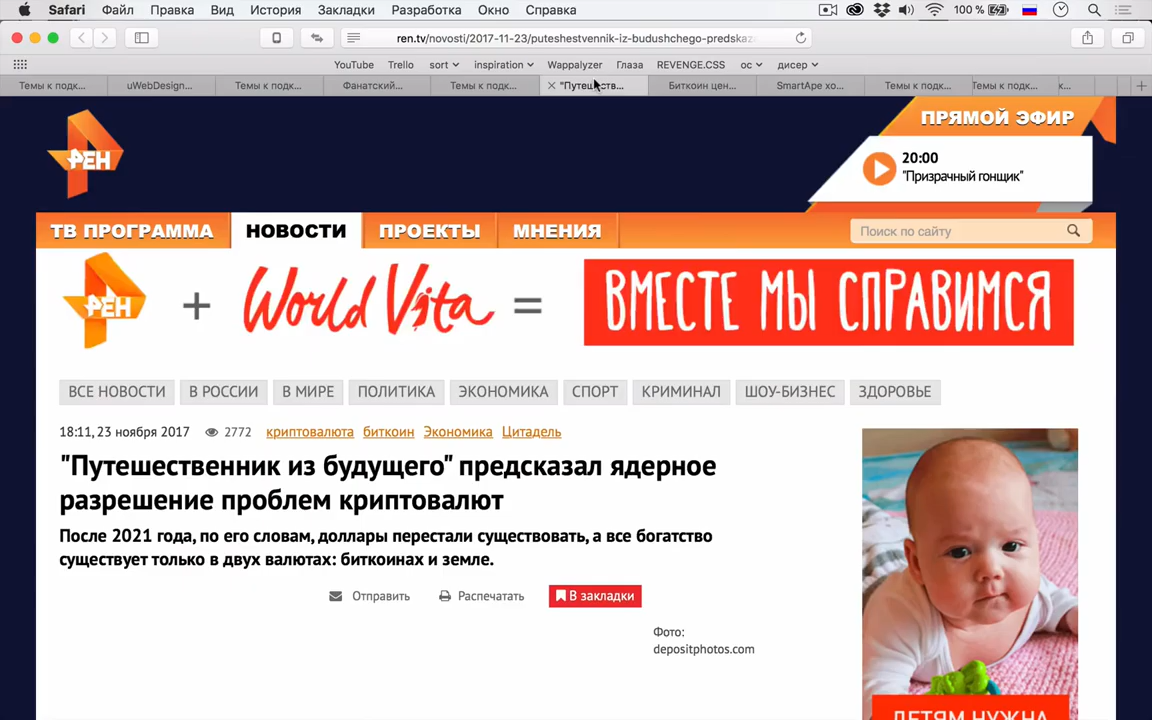 Safari Файл Правка Вид История Закладки Разработка Окно Справка 100 %
ren.tv/novosti/2017-11-23/puteshestvennik-iz-budushchego-predskaz
YouTube Trello sort inspiration Wappalyzer Глаза REVENGE.CSS ос дисер
Темы к подк... uWebDesign... Темы к подк... Фанатский... Темы к подк... "Путешеств... Биткоин цен... SmartApe хо... Темы к подк... Темы к подк... к...
РЕН
ПРЯМОЙ ЭФИР
20:00
"Призрачный гонщик"
ТВ ПРОГРАММА НОВОСТИ ПРОЕКТЫ МНЕНИЯ Поиск по сайту
РЕН + World Vita = ВМЕСТЕ МЫ СПРАВИМСЯ
ВСЕ НОВОСТИ В РОССИИ В МИРЕ ПОЛИТИКА ЭКОНОМИКА СПОРТ КРИМИНАЛ ШОУ-БИЗНЕС ЗДОРОВЬЕ
18:11, 23 ноября 2017 2772 криптовалюта биткоин Экономика Цитадель
"Путешественник из будущего" предсказал ядерное
разрешение проблем криптовалют
После 2021 года, по его словам, доллары перестали существовать, а все богатство
существует только в двух валютах: биткоинах и земле.
Отправить Распечатать В закладки
Фото:
depositphotos.com
ДЕТЯМ НУЖНА